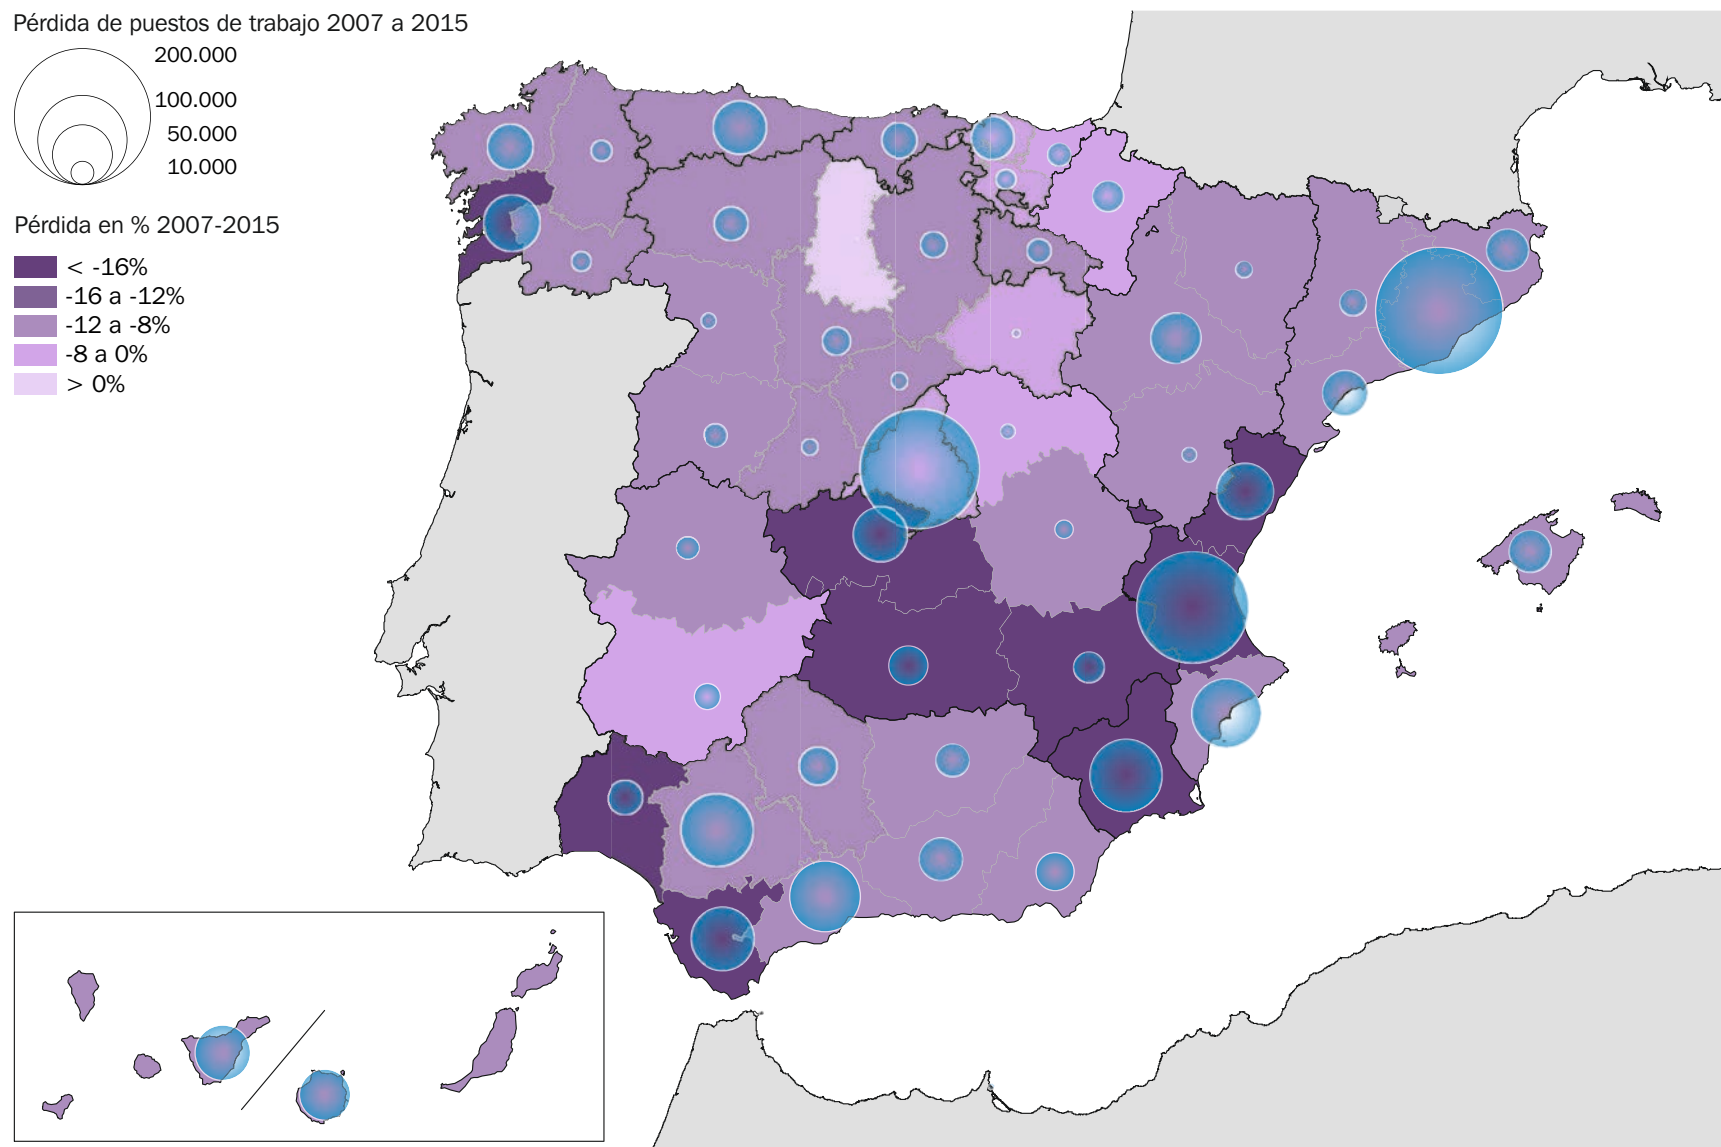 Pérdida de puestos de trabajo 2007 a 2015
200.000
100.000
50.000
10.000
Pérdida en % 2007-2015
< -16%
-16 a -12%
-12 a -8%
-8 a 0%
> 0%